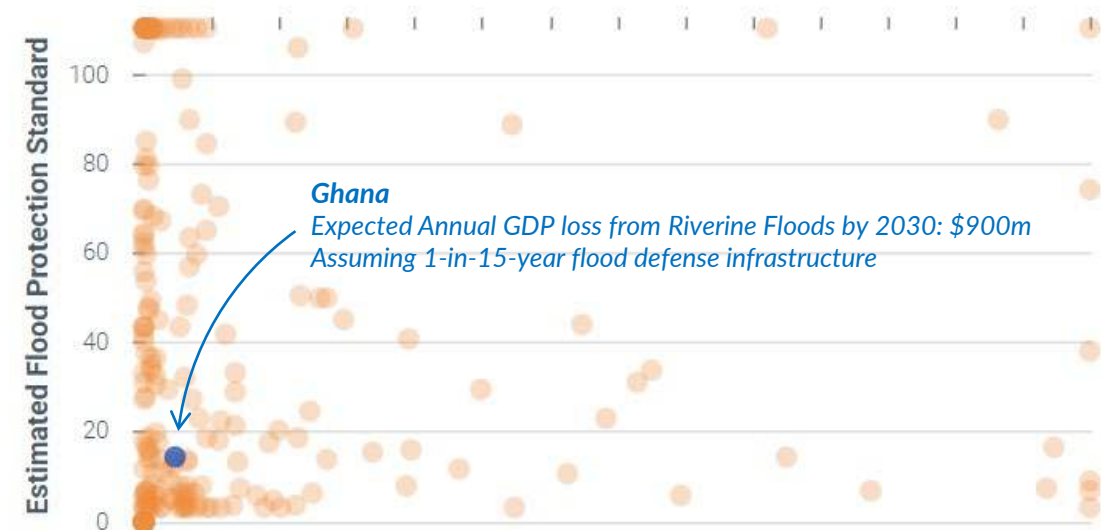 Estimated Flood Protection Standard
100
80
Ghana
Expected Annual GDP loss from Riverine Floods by 2030: $900m
60
Assuming 1-in-15-year flood defense infrastructure
40
20
0